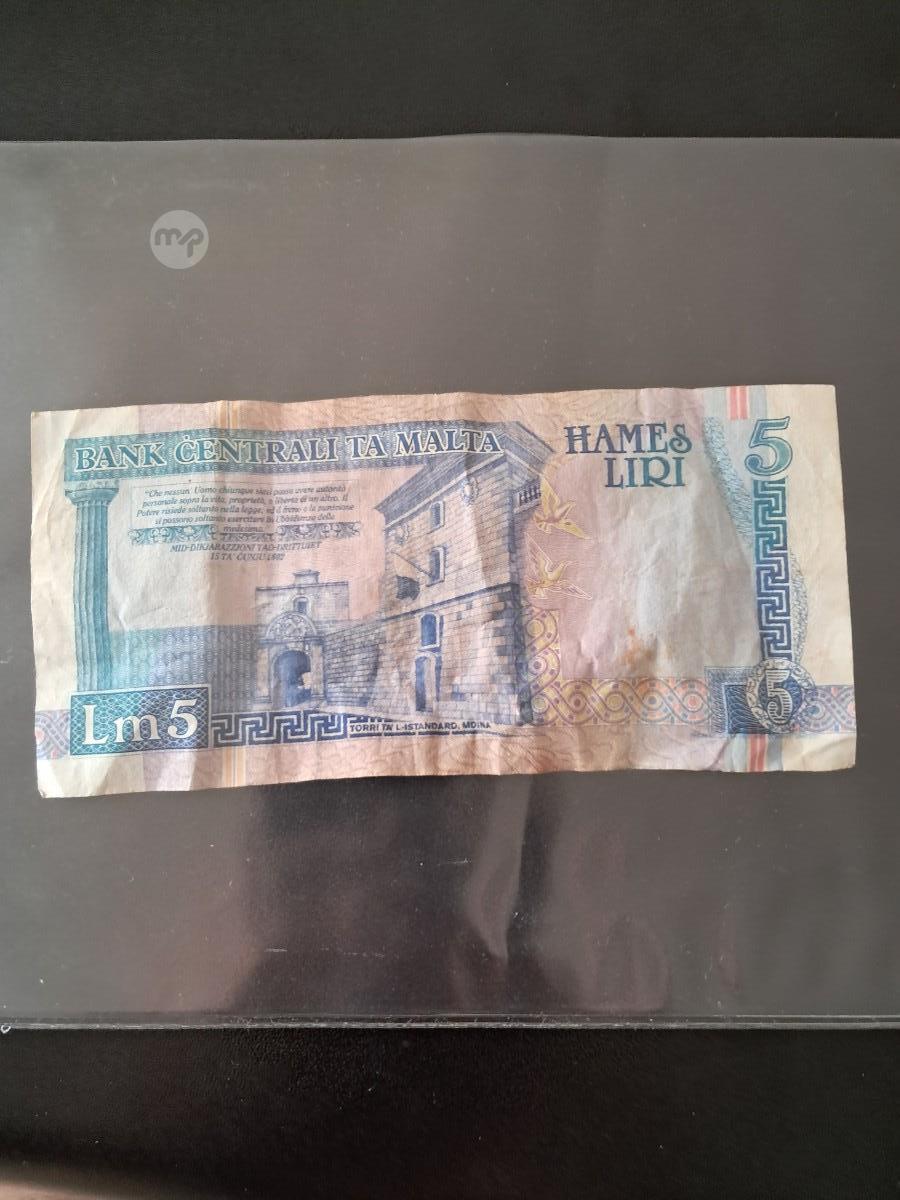 mp
BANK ĊENTRALI TA MALTA
HAMES
LIRI
5
"Che nessun Uomo chiunque siasi possa avere autorità
personale sopra la vita, proprietà, o libertà di un altro. Il
Potere risiede soltanto nella legge, ed il freno o la punizione
si possono soltanto esercitare in Ubbidienza della
medesima.
MID-DIKJARAZZJONI TAD-DRITTIJIET
15 TA' ĠUNJU 1802
Lm5
TORRI TA' L-ISTANDARD, MDINA
5